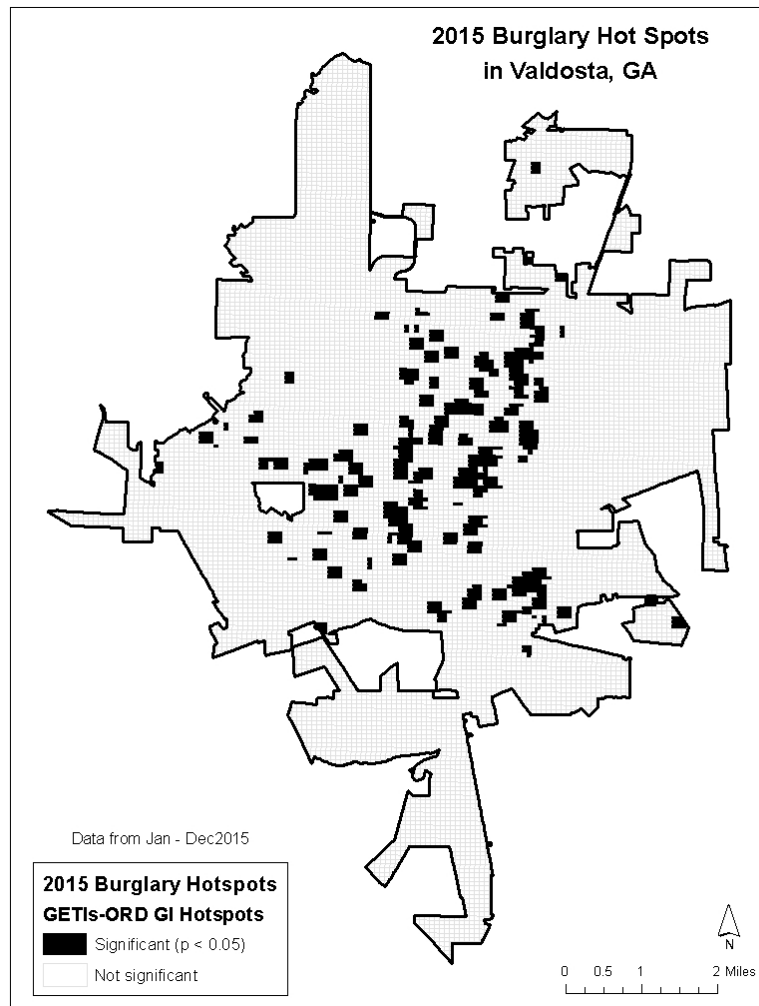 2015 Burglary Hot Spots
in Valdosta, GA
Data from Jan - Dec2015
2015 Burglary Hotspots
GETIs-ORD GI Hotspots
Significant (p < 0.05)
Not significant
N
0 0.5 1 2 Miles